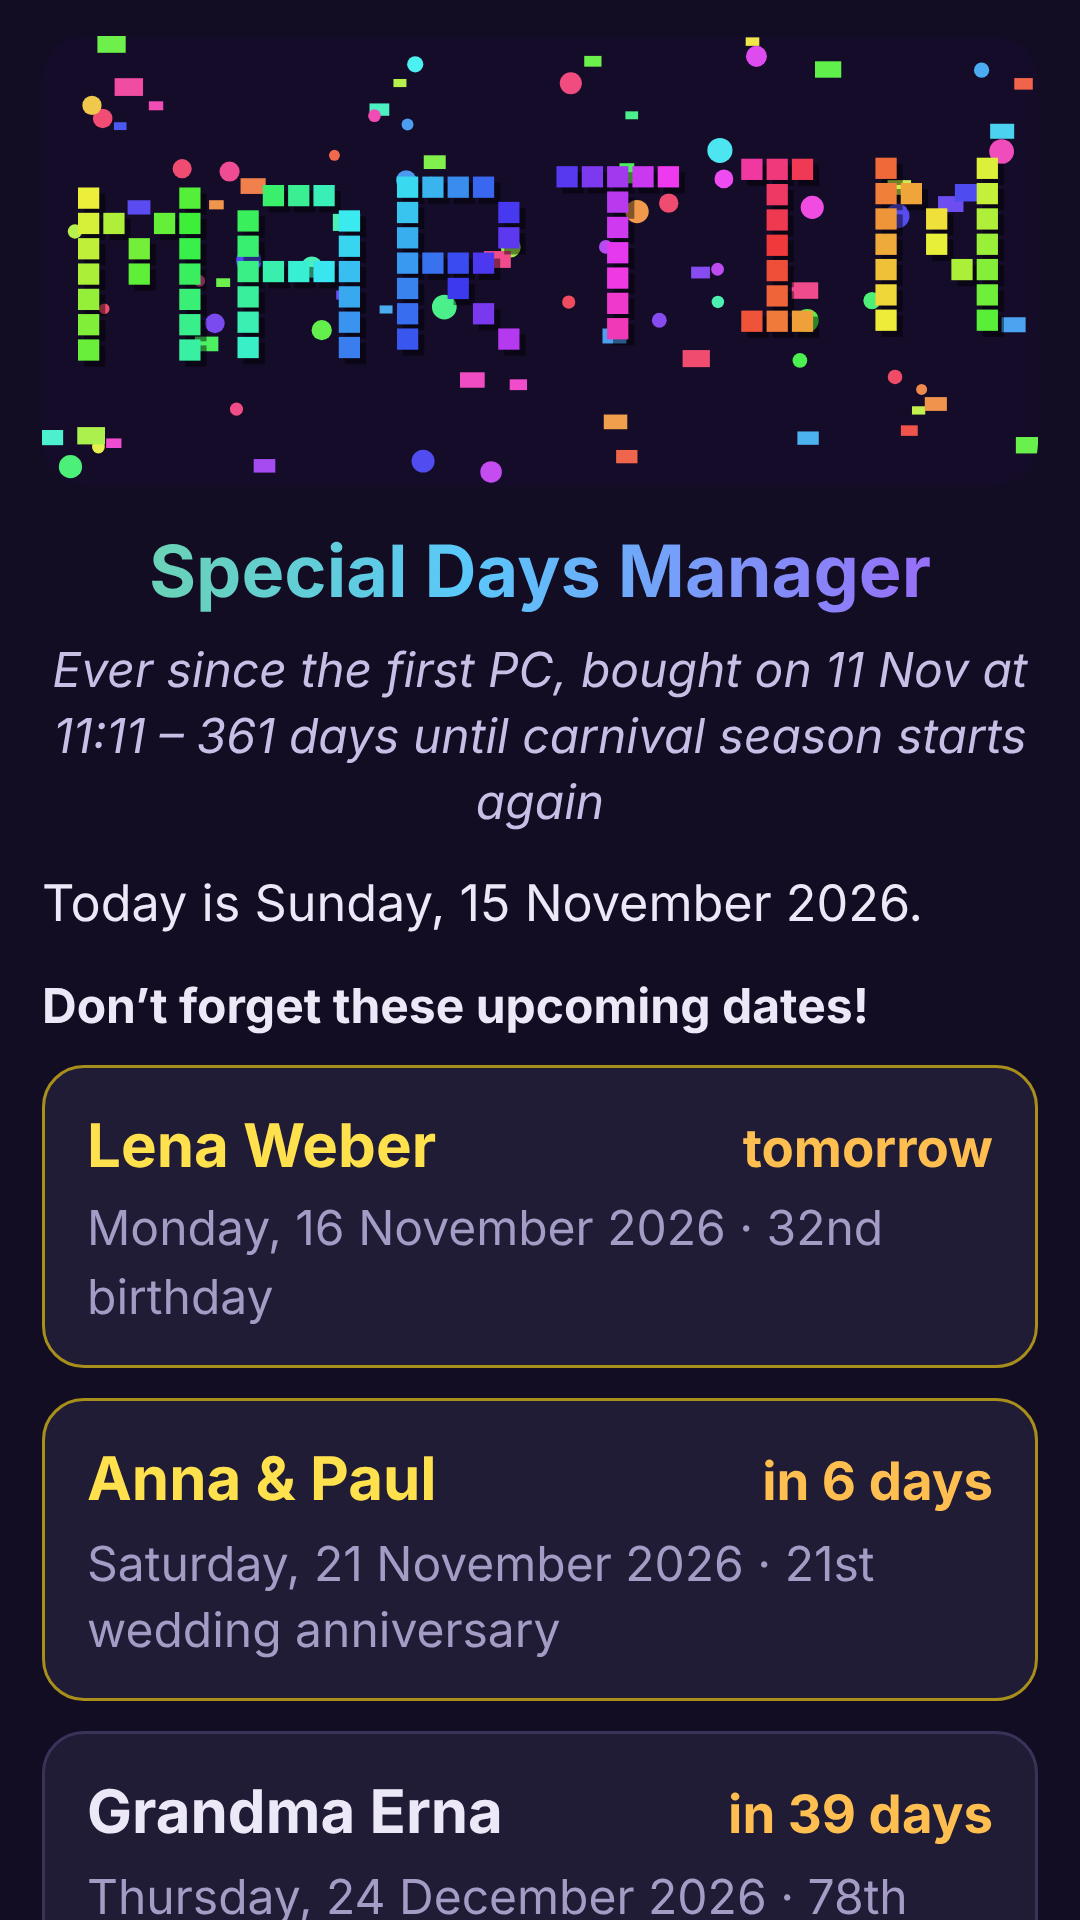 MARTIM
Special Days Manager
Ever since the first PC, bought on 11 Nov at
11:11 – 361 days until carnival season starts
again
Today is Sunday, 15 November 2026.
Don’t forget these upcoming dates!
Lena Weber
tomorrow
Monday, 16 November 2026 · 32nd
birthday
Anna & Paul
in 6 days
Saturday, 21 November 2026 · 21st
wedding anniversary
Grandma Erna
in 39 days
Thursday, 24 December 2026 · 78th